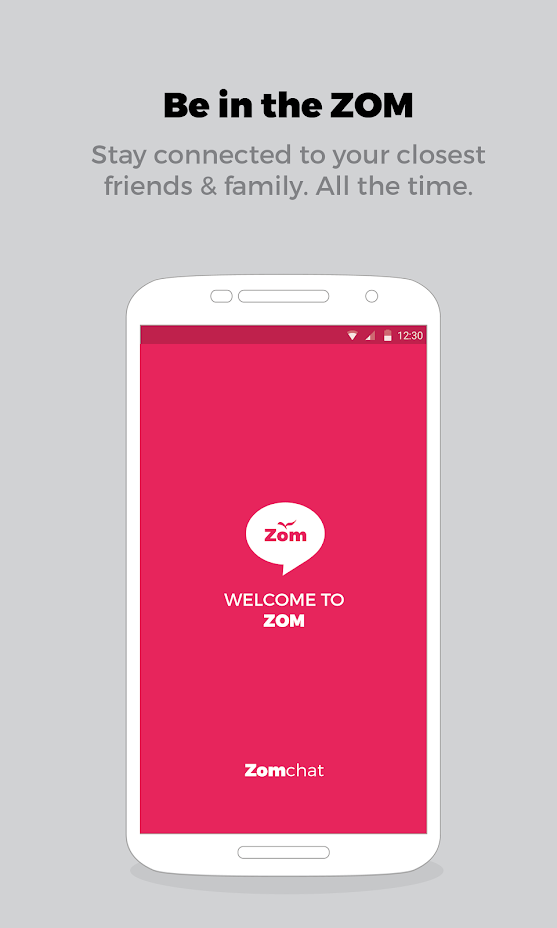 Be in the ZOM
Stay connected to your closest
friends & family. All the time.
12:30
Zom
WELCOME TO
ZOM
Zomchat